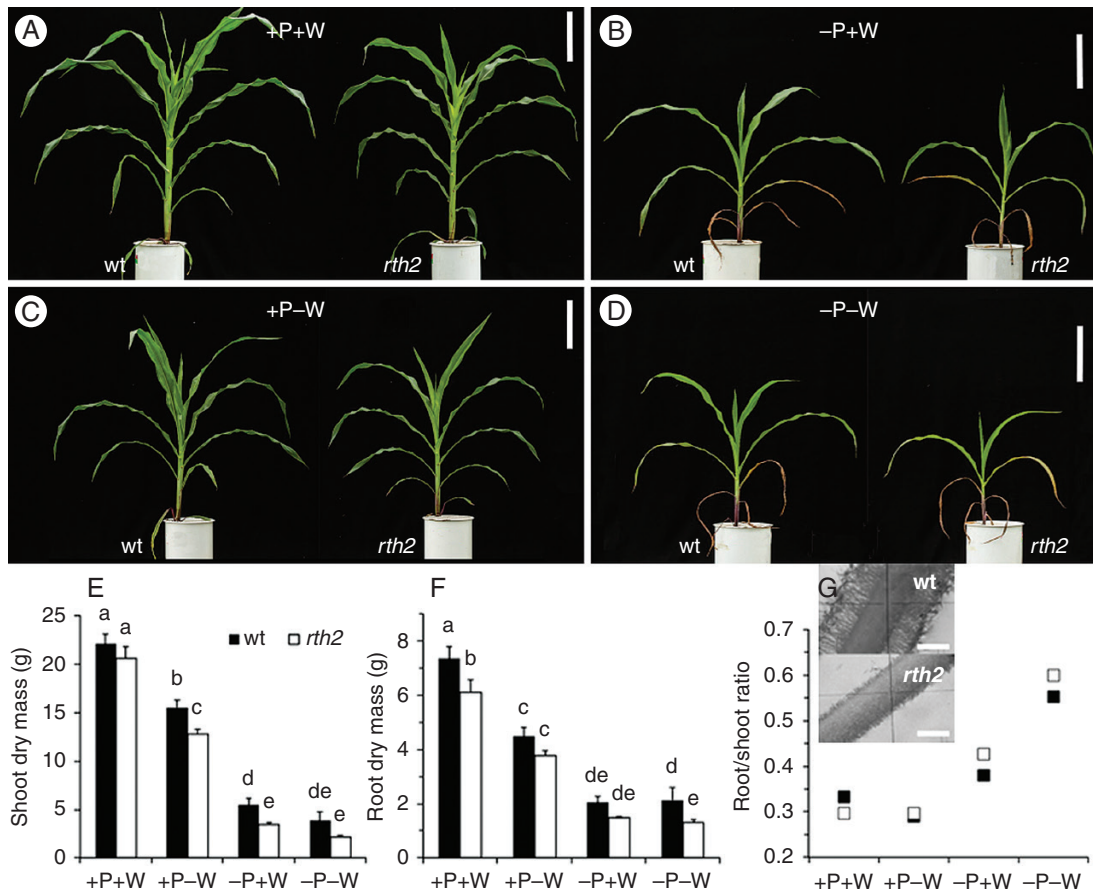 A
+P+W
wt
rth2
B
–P+W
wt
rth2
C
+P–W
wt
rth2
D
–P–W
wt
rth2
E
Shoot dry mass (g)
25
20
15
10
5
0
a
a
b
c
d
e
d
e
wt
rth2
+P+W
+P–W
–P+W
–P–W
F
Root dry mass (g)
8
6
4
2
0
a
b
c
c
de
de
d
e
+P+W
+P–W
–P+W
–P–W
G
wt
rth2
Root/shoot ratio
0.7
0.6
0.5
0.4
0.3
0.2
+P+W
+P–W
–P+W
–P–W